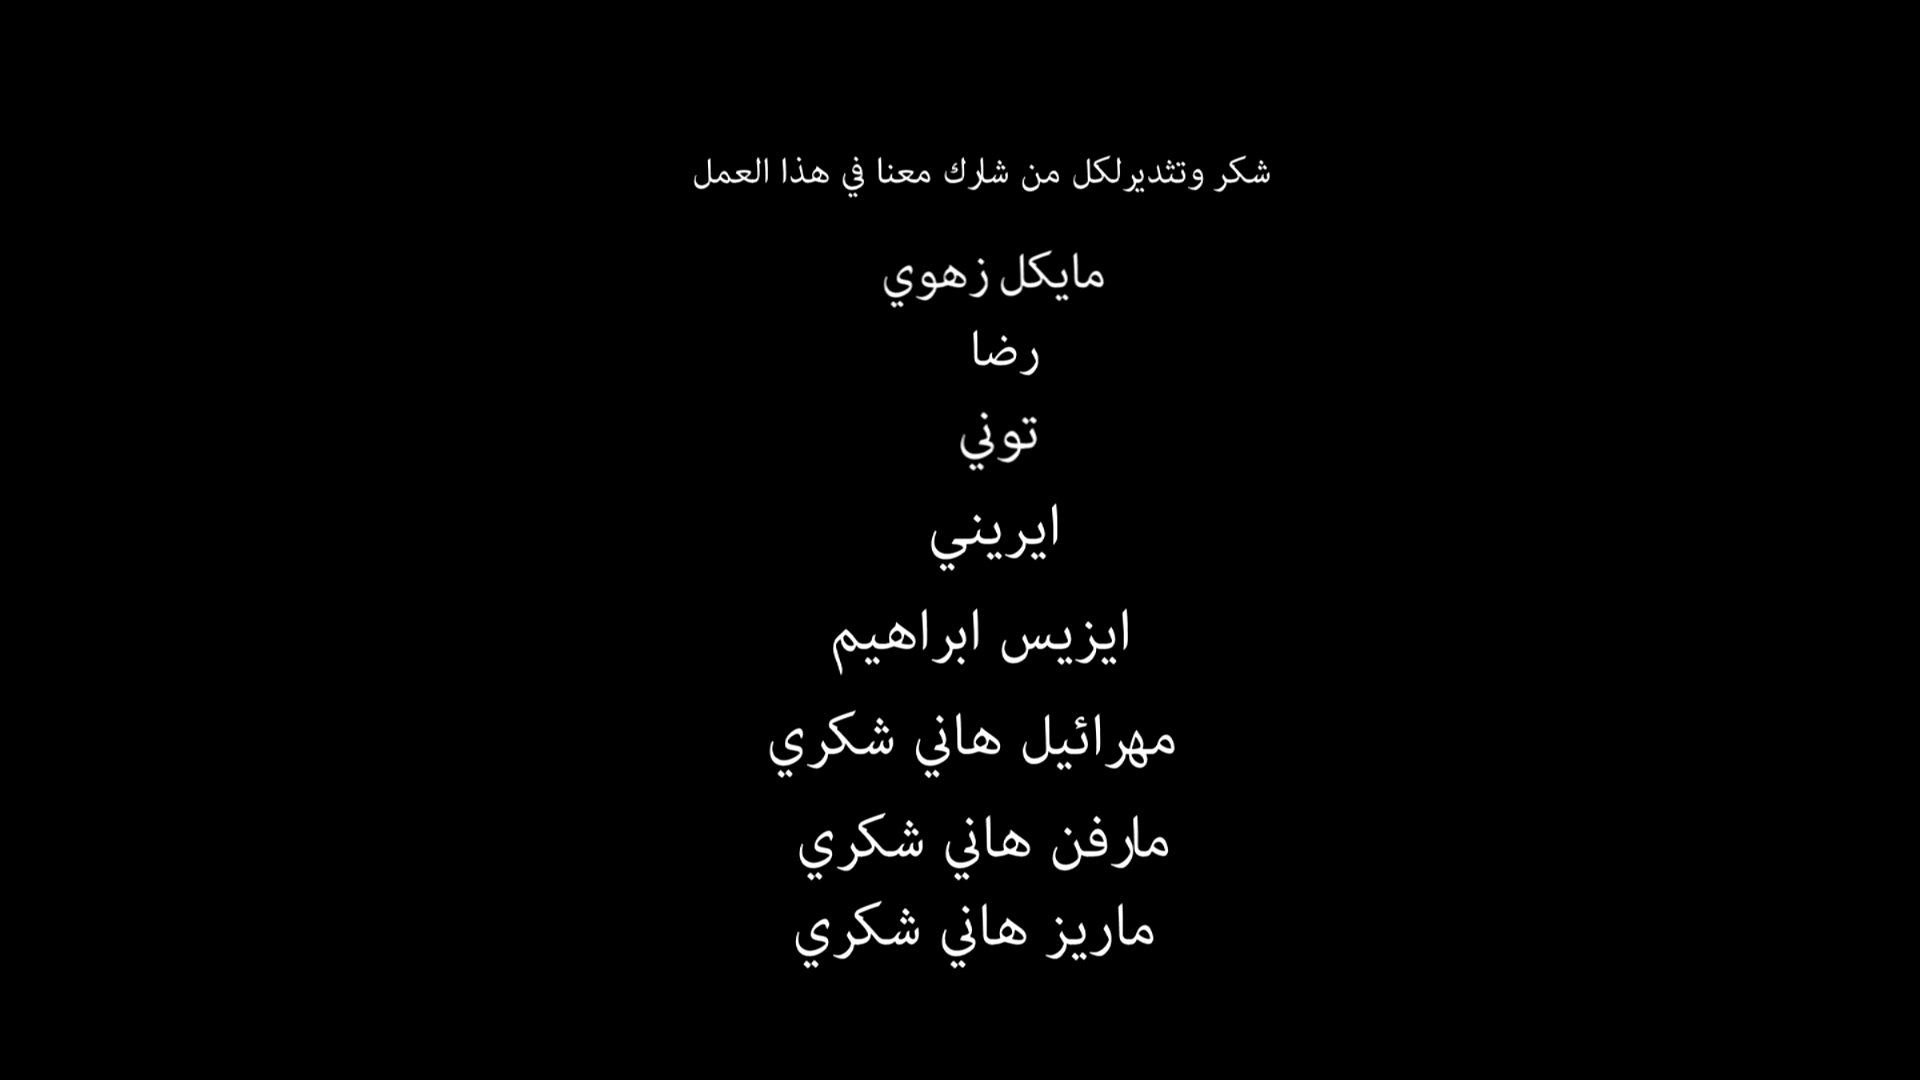 شكر وتثديرلكل من شارك معنا في هذا العمل
مايكل زهوي
رضا
توني
ايريني
ايزيس ابراهيم
مهرائيل هاني شكري
مارفن هاني شكري
ماريز هاني شكري